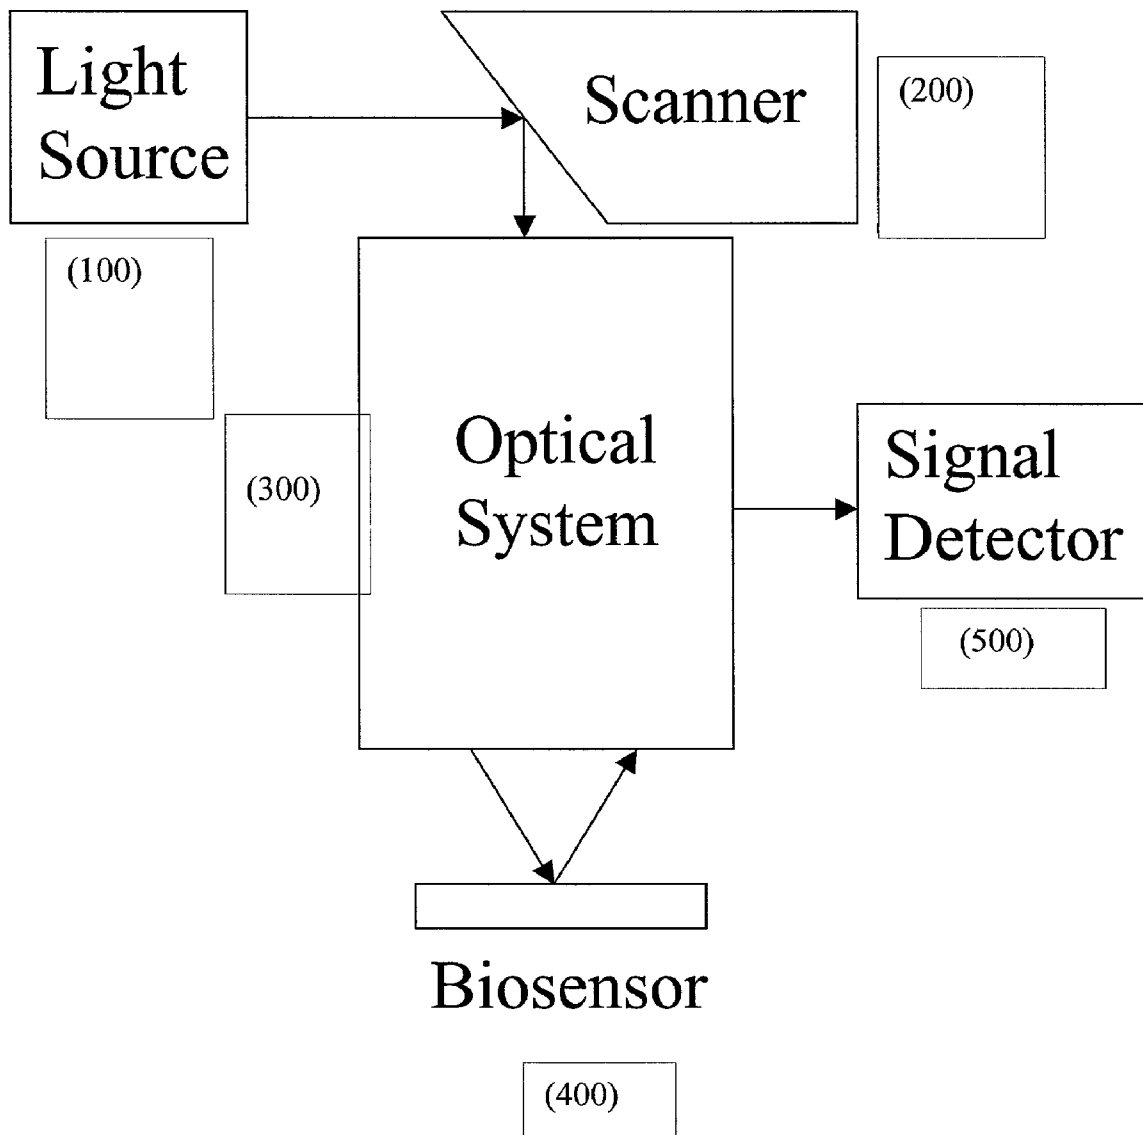 Light
Source
Scanner
(200)
(100)
Optical
System
(300)
Signal
Detector
(500)
Biosensor
(400)